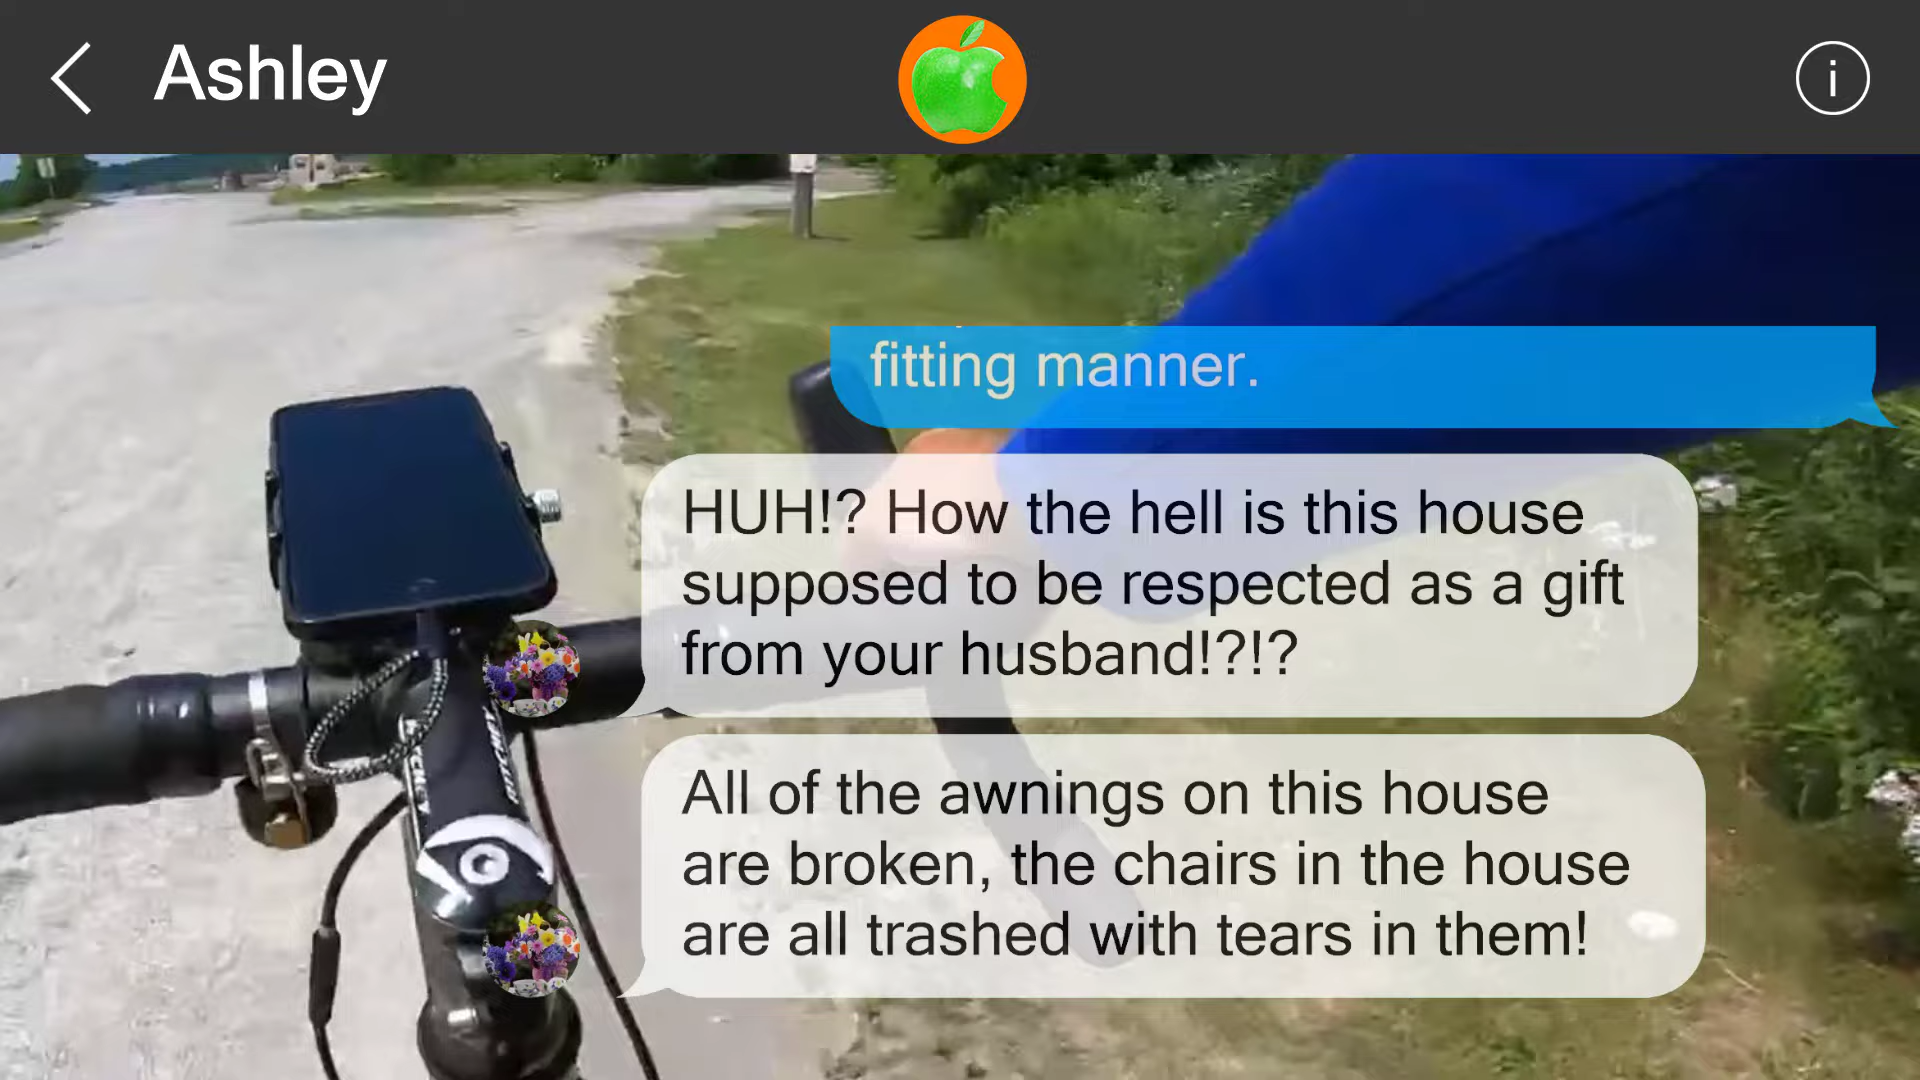 Ashley
fitting manner.
HUH!? How the hell is this house
supposed to be respected as a gift
from your husband!?!?
All of the awnings on this house
are broken, the chairs in the house
are all trashed with tears in them!